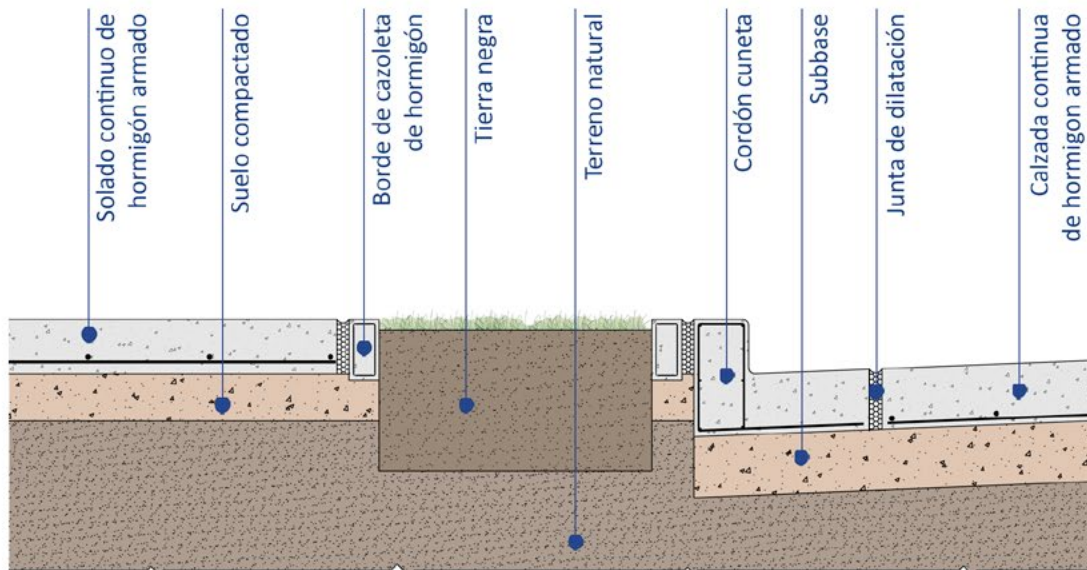 Solado continuo de
hormigón armado
Suelo compactado
Borde de cazoleta
de hormigón
Tierra negra
Terreno natural
Cordón cuneta
Subbase
Junta de dilatación
Calzada continua
de hormigon armado